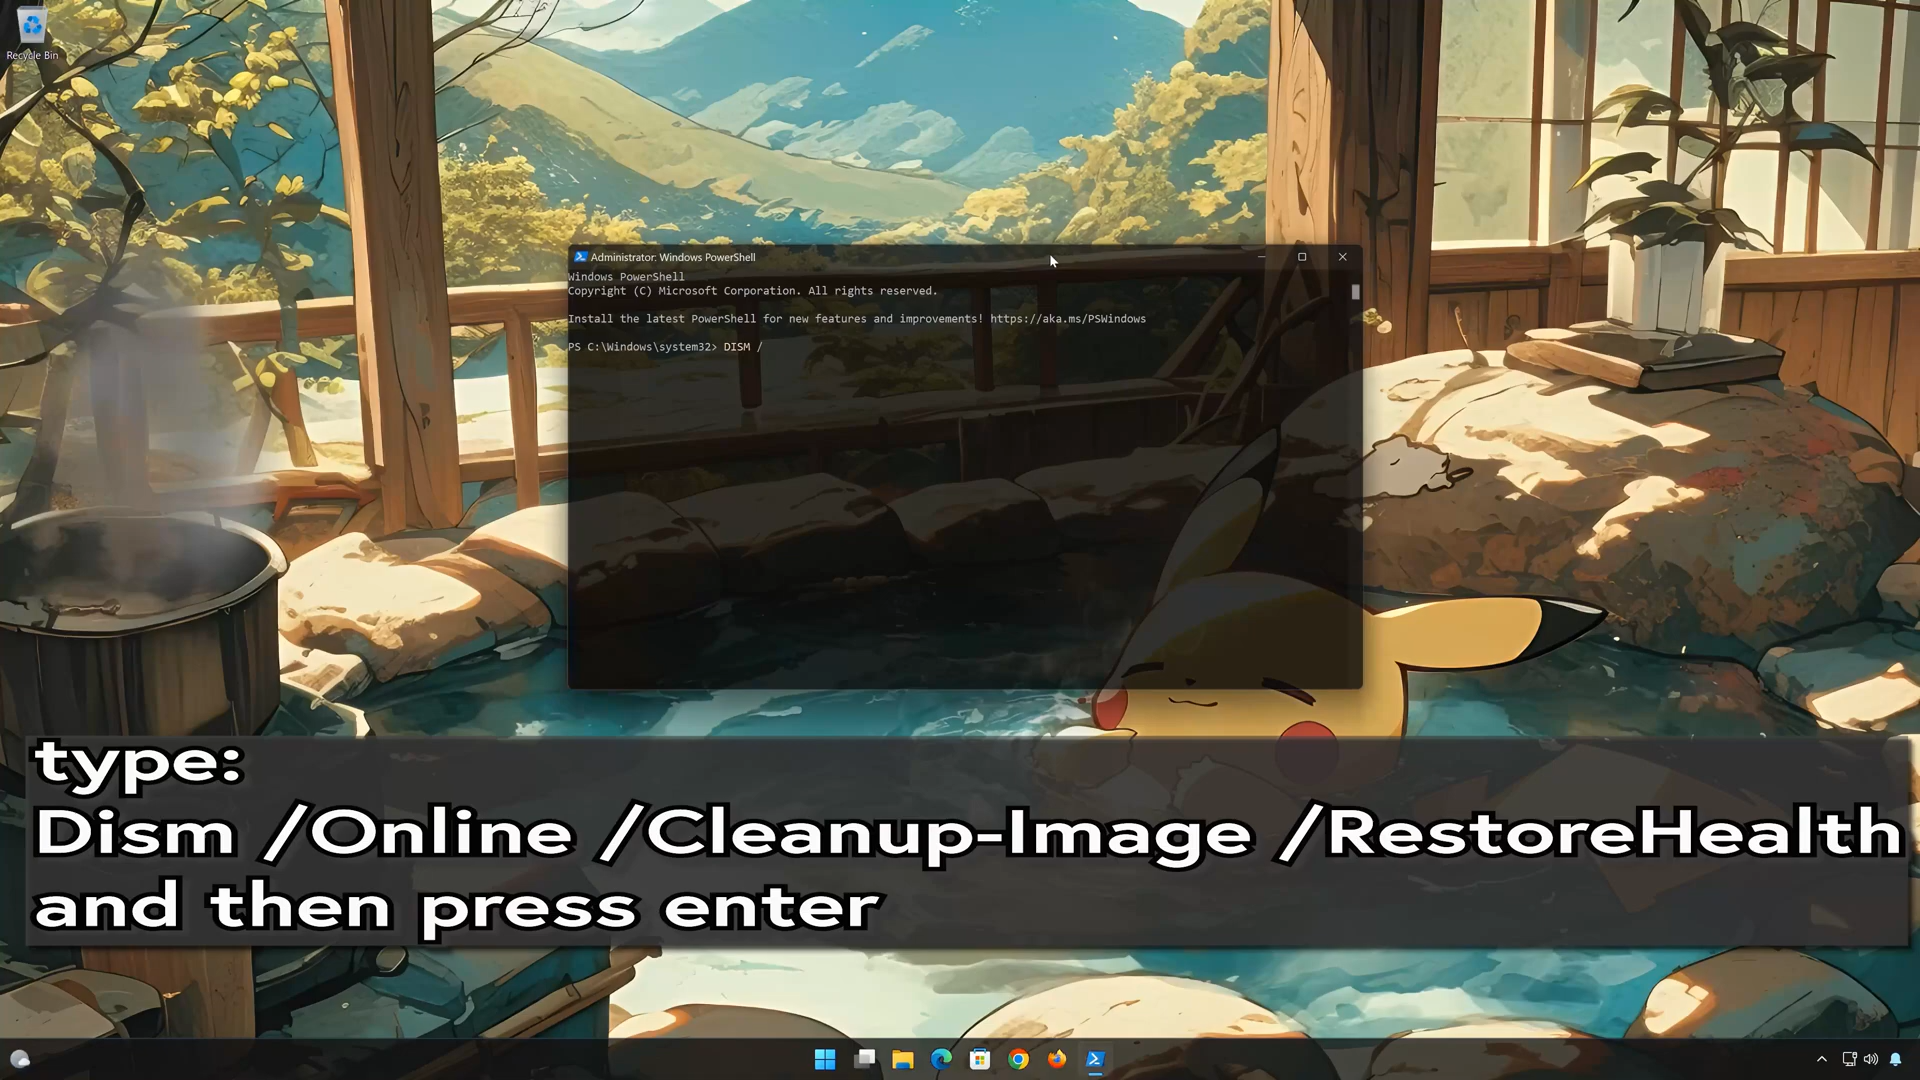 Recycle Bin
Administrator: Windows PowerShell
Windows PowerShell
Copyright (C) Microsoft Corporation. All rights reserved.
Install the latest PowerShell for new features and improvements! https://aka.ms/PSWindows
PS C:\Windows\system32> DISM /
type:
Dism /Online /Cleanup-Image /RestoreHealth
and then press enter